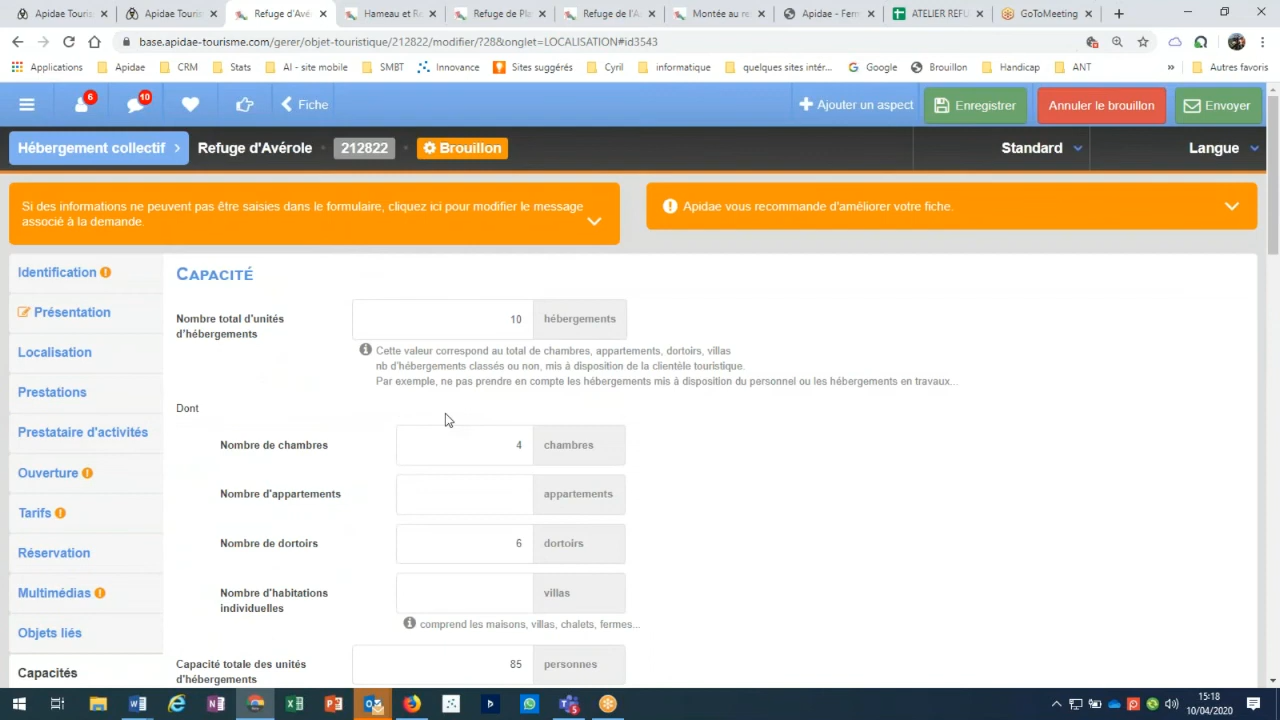 Apidae Touris
Apidae Touris
Refuge d'Avér
Hameau et Re
Refuge de Pla
Refuge de l'A
Montée au re
Apidae - Ferm
ATELIER REFU
GoToMeeting
base.apidae-tourisme.com/gerer/objet-touristique/212822/modifier/?28&onglet=LOCALISATION#id3543
Applications
Apidae
CRM
Stats
AI - site mobile
SMBT
Innovance
Sites suggérés
Cyril
informatique
quelques sites intér...
Google
Brouillon
Handicap
ANT
»
Autres favoris
6
10
Fiche
Ajouter un aspect
Enregistrer
Annuler le brouillon
Envoyer
Hébergement collectif
Refuge d'Avérole
212822
Brouillon
Standard
Langue
Si des informations ne peuvent pas être saisies dans le formulaire, cliquez ici pour modifier le message
associé à la demande.
Apidae vous recommande d'améliorer votre fiche.
Identification
Présentation
Localisation
Prestations
Prestataire d'activités
Ouverture
Tarifs
Réservation
Multimédias
Objets liés
Capacités
CAPACITÉ
Nombre total d'unités
d'hébergements
10 hébergements
Cette valeur correspond au total de chambres, appartements, dortoirs, villas
nb d'hébergements classés ou non, mis à disposition de la clientèle touristique.
Par exemple, ne pas prendre en compte les hébergements mis à disposition du personnel ou les hébergements en travaux...
Dont
Nombre de chambres 4 chambres
Nombre d'appartements appartements
Nombre de dortoirs 6 dortoirs
Nombre d'habitations
individuelles
villas
comprend les maisons, villas, chalets, fermes...
Capacité totale des unités
d'hébergements
85 personnes
15:18
10/04/2020